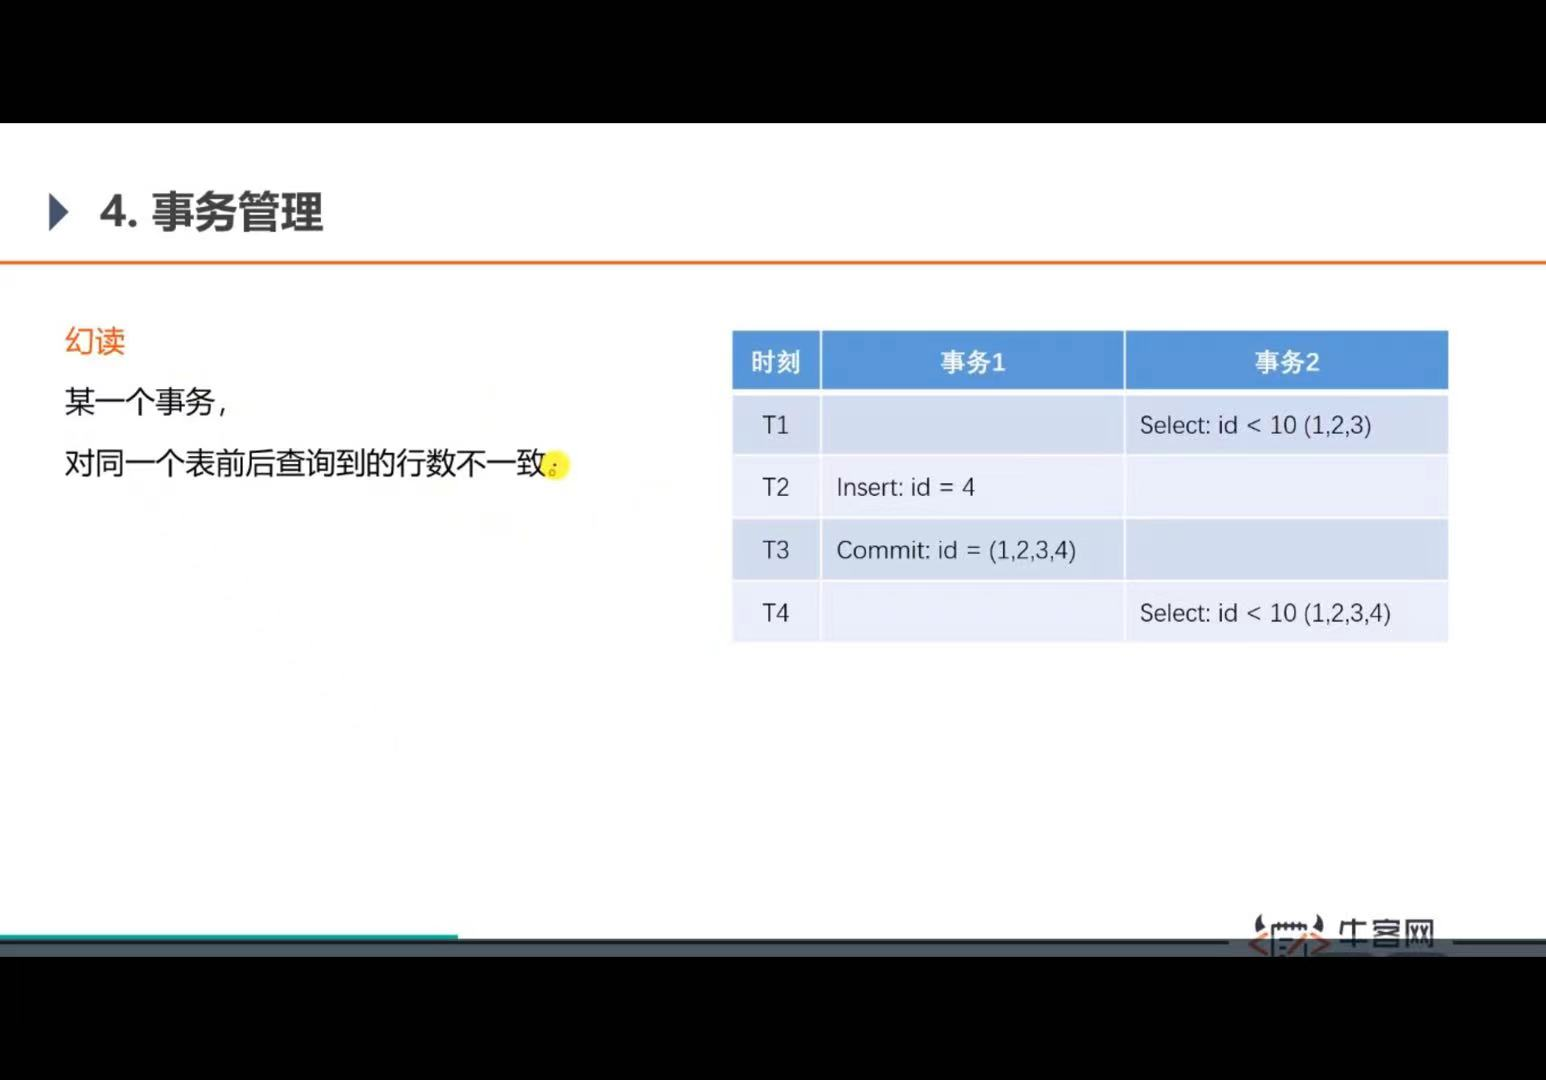 4. 事务管理
幻读
某一个事务，
对同一个表前后查询到的行数不一致。
时刻 事务1 事务2
T1 Select: id < 10 (1,2,3)
T2 Insert: id = 4
T3 Commit: id = (1,2,3,4)
T4 Select: id < 10 (1,2,3,4)
牛客网